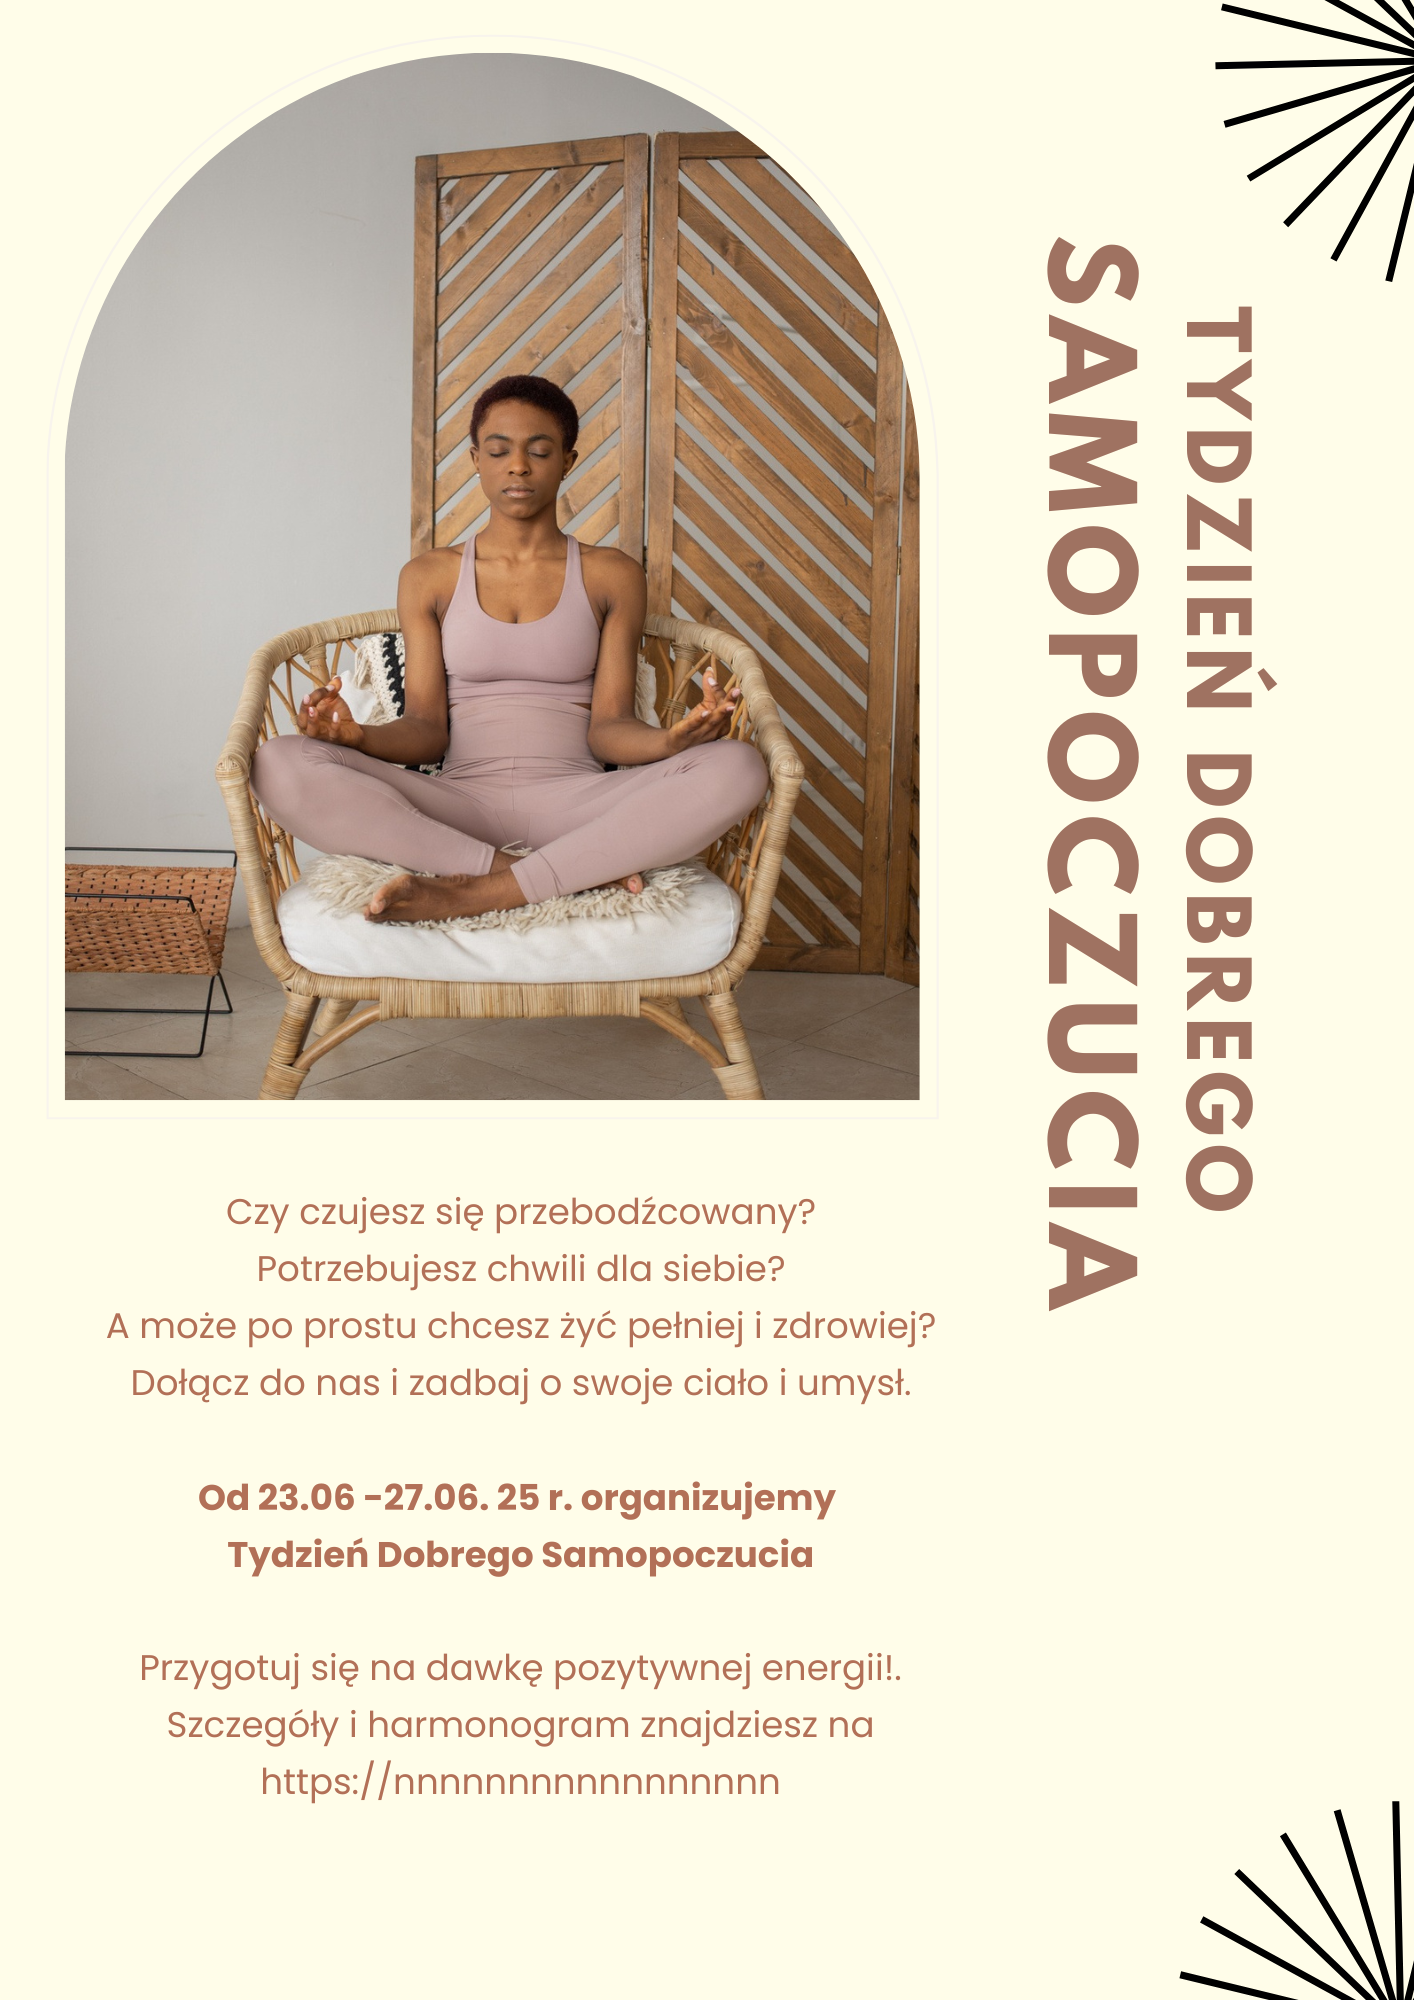 TYDZIEŃ DOBREGO
SAMOPOCZUCIA
Czy czujesz się przebodźcowany?
Potrzebujesz chwili dla siebie?
A może po prostu chcesz żyć pełniej i zdrowiej?
Dołącz do nas i zadbaj o swoje ciało i umysł.
Od 23.06 -27.06. 25 r. organizujemy
Tydzień Dobrego Samopoczucia
Przygotuj się na dawkę pozytywnej energii!.
Szczegóły i harmonogram znajdziesz na
https://nnnnnnnnnnnnnnnnn